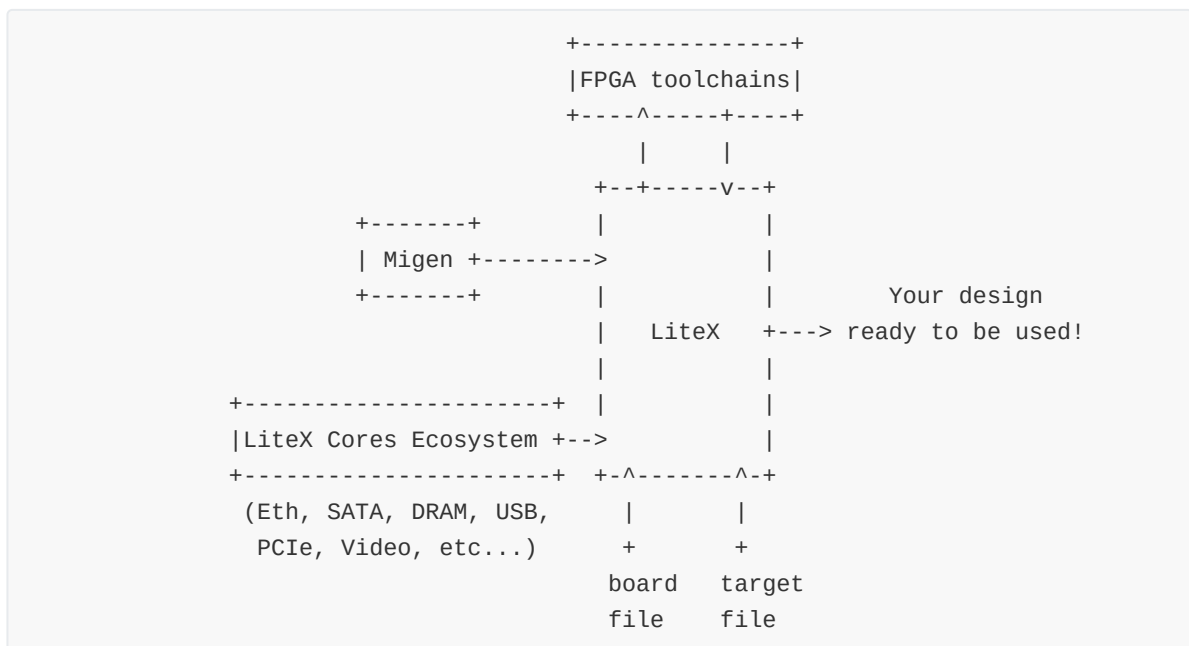 +---------------+
                        |FPGA toolchains|
                        +----^-----+----+
                             |     |
                          +--+-----v--+
         +-------+        |           |
         | Migen +-------->           |
         +-------+        |           |        Your design
                          |   LiteX   +---> ready to be used!
                          |           |
+----------------------+  |           |
|LiteX Cores Ecosystem +-->           |
+----------------------+  +-^-------^-+
 (Eth, SATA, DRAM, USB,     |       |
  PCIe, Video, etc...)      +       +
                           board   target
                           file    file